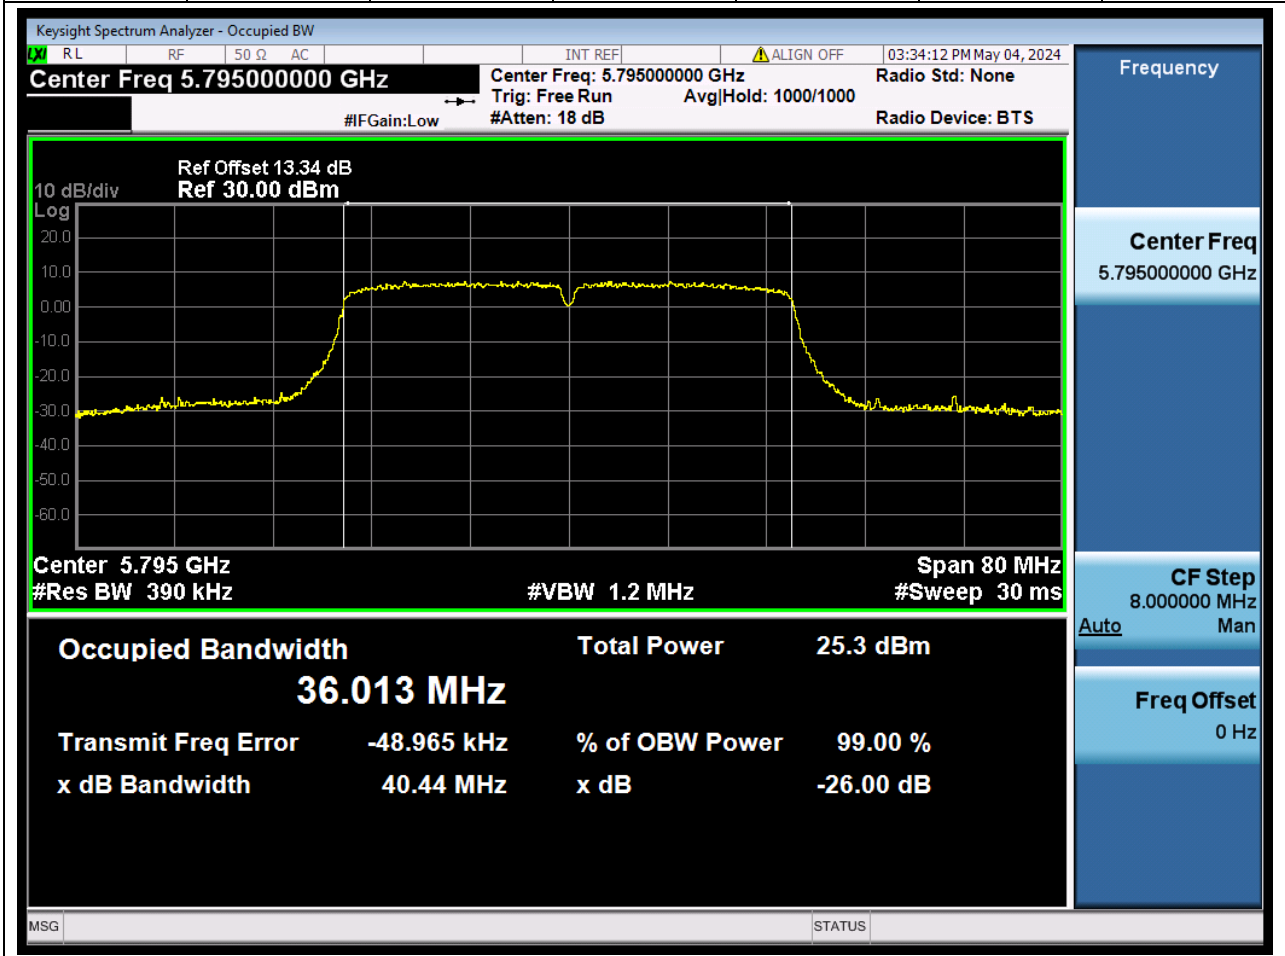 Keysight Spectrum Analyzer - Occupied BW
LXI RL RF 50 Ω AC INT REF ALIGN OFF 03:34:12 PM May 04, 2024
Center Freq 5.795000000 GHz
Center Freq: 5.795000000 GHz
Radio Std: None
Trig: Free Run Avg|Hold: 1000/1000
#IFGain:Low
#Atten: 18 dB
Radio Device: BTS
Ref Offset 13.34 dB
10 dB/div Ref 30.00 dBm
Log
20.0
10.0
0.00
-10.0
-20.0
-30.0
-40.0
-50.0
-60.0
Center 5.795 GHz Span 80 MHz
#Res BW 390 kHz #VBW 1.2 MHz #Sweep 30 ms
Occupied Bandwidth Total Power 25.3 dBm
36.013 MHz
Transmit Freq Error -48.965 kHz % of OBW Power 99.00 %
x dB Bandwidth 40.44 MHz x dB -26.00 dB
MSG STATUS
Frequency
Center Freq
5.795000000 GHz
CF Step
8.000000 MHz
Auto Man
Freq Offset
0 Hz